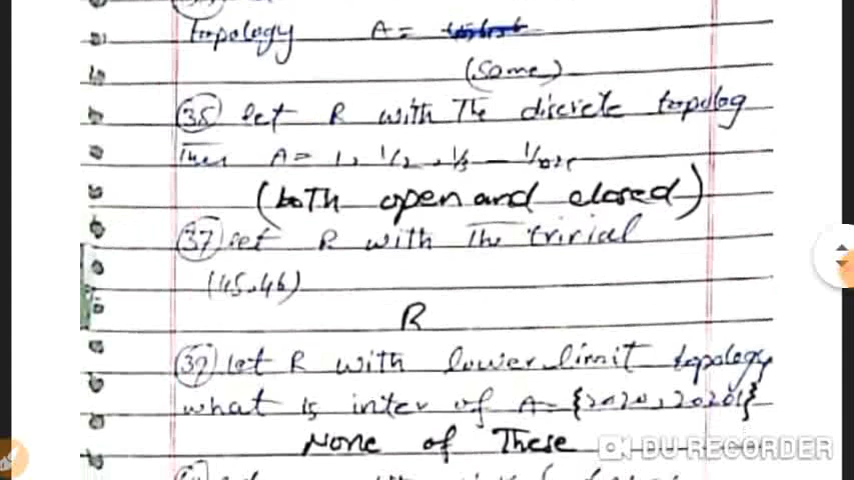 topology A =
(Same)
(35) let R with The discrete topolog
Then A = 1, 1/2, 1/3 —
(both open and closed)
(37) let R with The trivial
(45,46)
R
(39) let R with lower limit topology
what is inter of A = {2020, 20201}
None of These
DU RECORDER